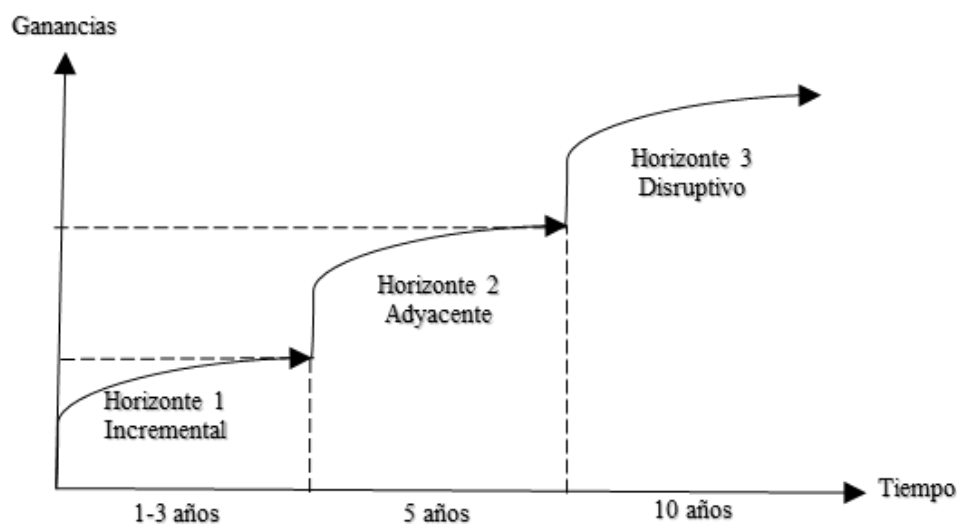 Ganancias
Horizonte 3
Disruptivo
Horizonte 2
Adyacente
Horizonte 1
Incremental
Tiempo
1-3 años
5 años
10 años